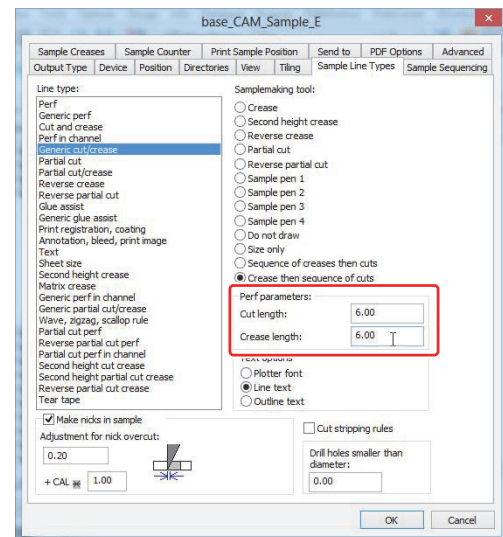 base_CAM_Sample_E
Sample Creases Sample Counter Print Sample Position Send to PDF Options Advanced
Output Type Device Position Directories View Tiling Sample Line Types Sample Sequencing
Line type:
Perf
Generic perf
Cut and crease
Perf in channel
Generic cut/crease
Partial cut
Partial cut/crease
Reverse crease
Reverse partial cut
Glue assist
Generic glue assist
Print registration, coating
Annotation, bleed, print image
Text
Sheet size
Second height crease
Matrix crease
Generic perf in channel
Generic partial cut/crease
Wave, zigzag, scallop rule
Partial cut perf
Reverse partial cut perf
Partial cut perf in channel
Second height cut crease
Second height partial cut crease
Reverse partial cut crease
Tear tape
Samplemaking tool:
Crease
Second height crease
Reverse crease
Partial cut
Reverse partial cut
Sample pen 1
Sample pen 2
Sample pen 3
Sample pen 4
Do not draw
Size only
Sequence of creases then cuts
Crease then sequence of cuts
Perf parameters:
Cut length: 6.00
Crease length: 6.00
Text options
Plotter font
Line text
Outline text
Make nicks in sample
Adjustment for nick overcut:
0.20
+ CAL 1.00
Cut stripping rules
Drill holes smaller than
diameter:
0.00
OK Cancel